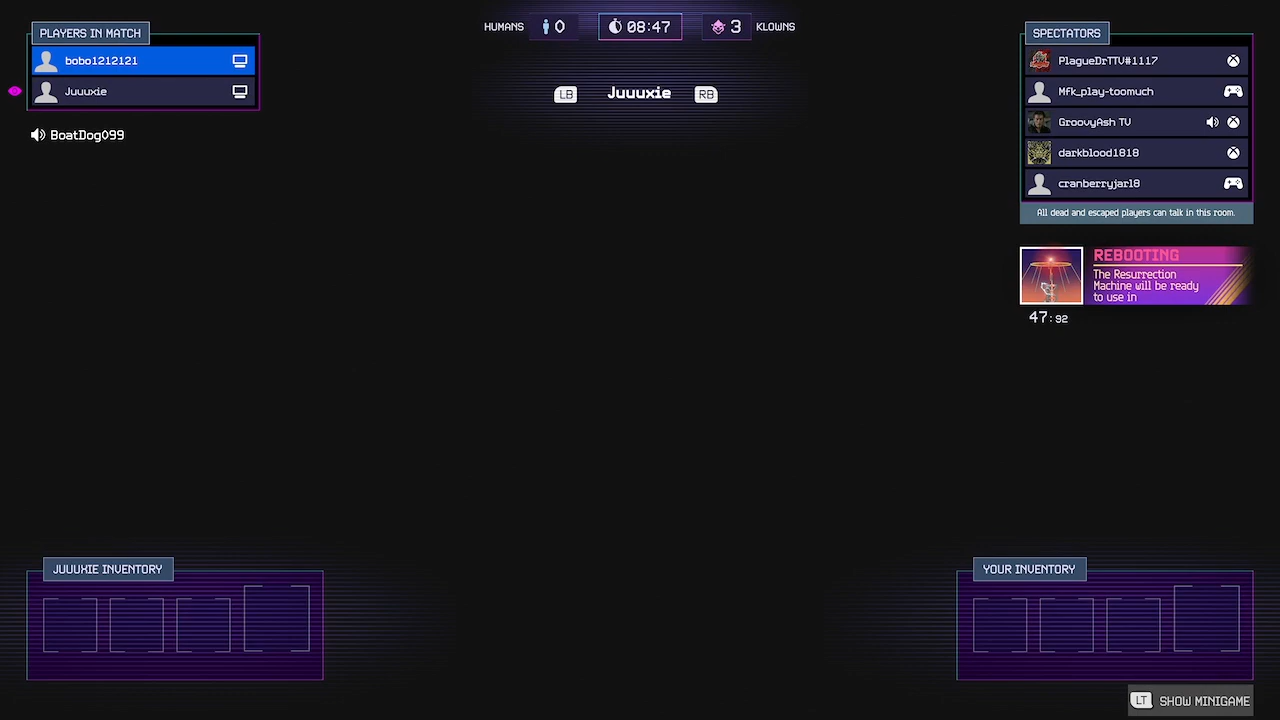 HUMANS 0 08:47 3 KLOWNS
PLAYERS IN MATCH
bobo1212121
Juuuxie
BoatDog099
LB Juuuxie RB
SPECTATORS
PlagueDrTTV#1117
Mfk_play-toomuch
GroovyAsh TV
darkblood1818
cranberryjar18
All dead and escaped players can talk in this room.
REBOOTING
The Resurrection
Machine will be ready
to use in
47:92
JUUUXIE INVENTORY
YOUR INVENTORY
LT SHOW MINIGAME